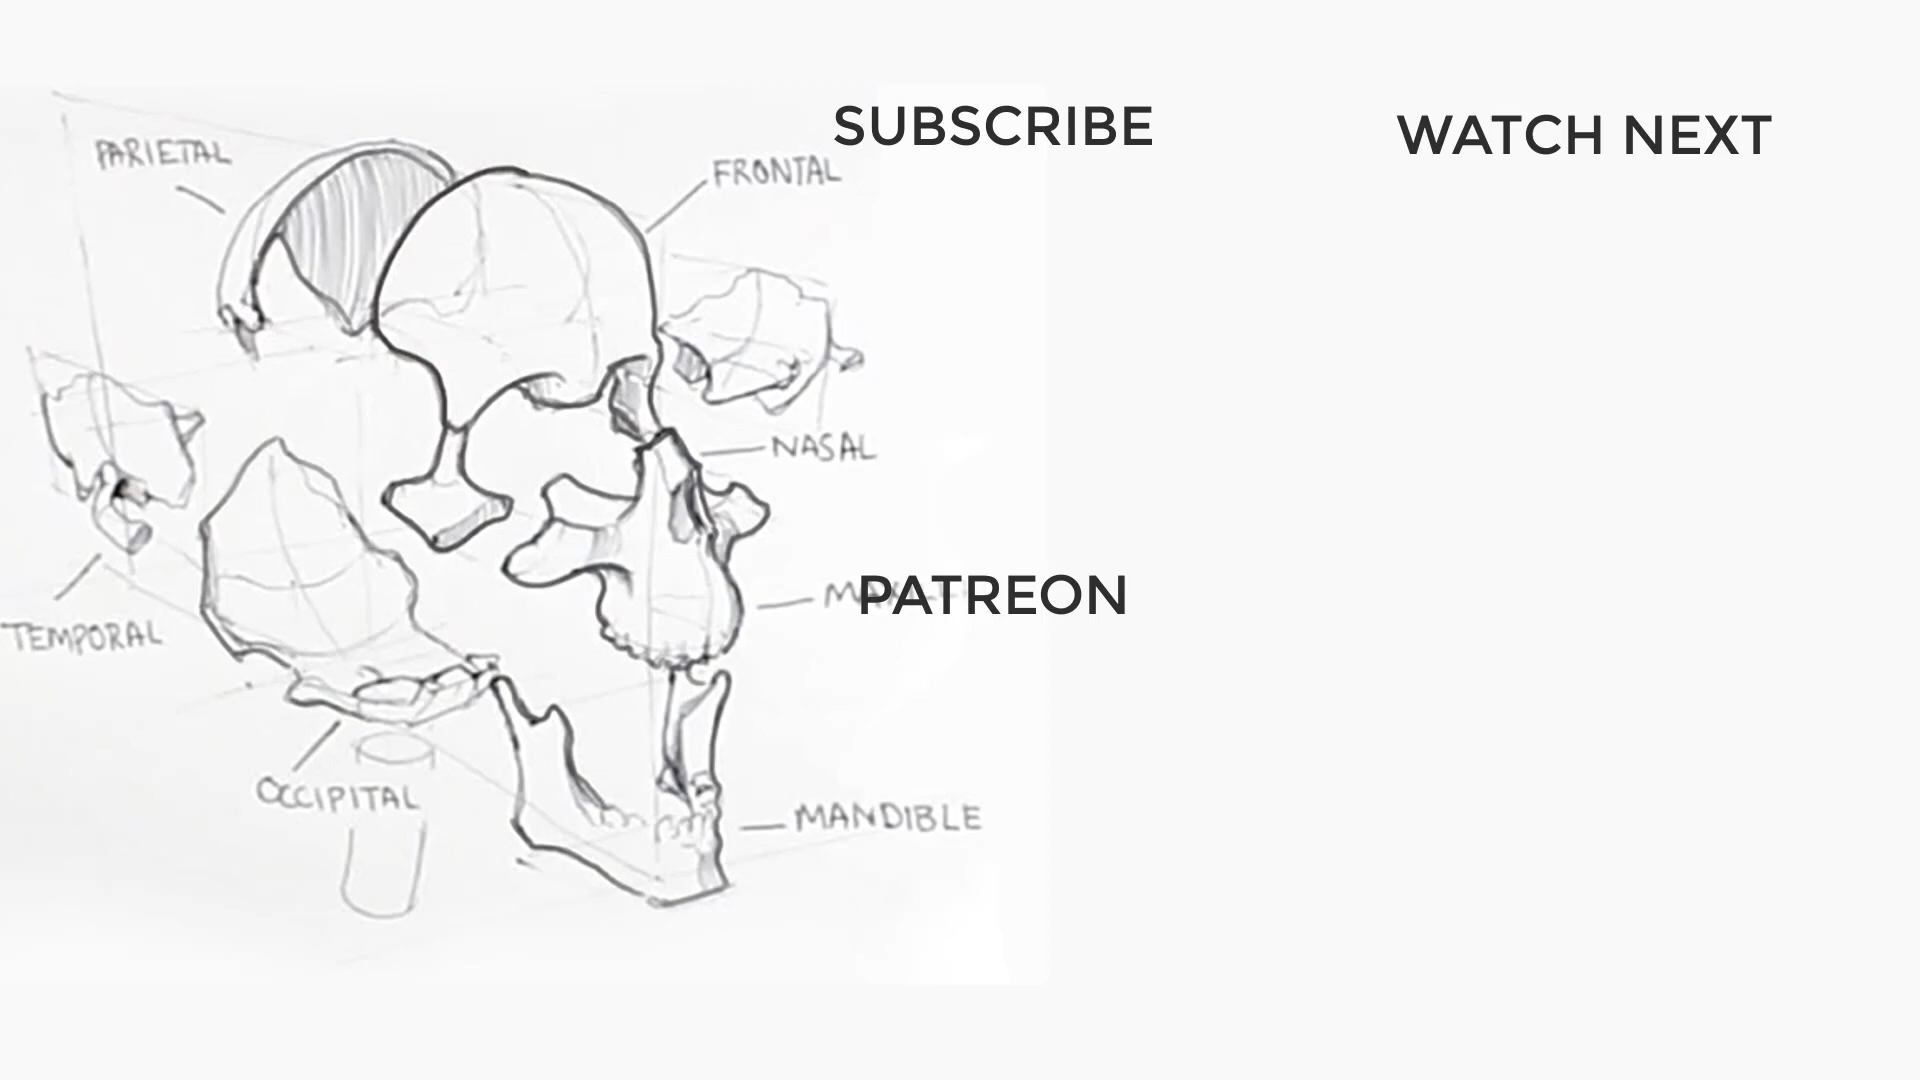 SUBSCRIBE
WATCH NEXT
PARIETAL
FRONTAL
NASAL
PATREON
TEMPORAL
OCCIPITAL
MANDIBLE